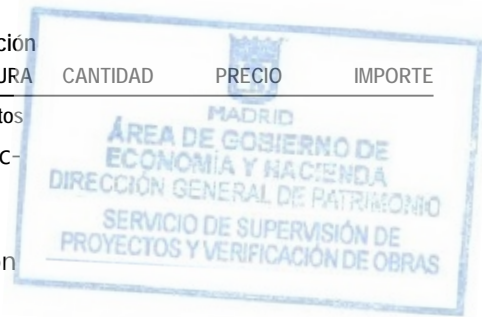 ción
URA CANTIDAD PRECIO IMPORTE
tos
c-
ón
MADRID
ÁREA DE GOBIERNO DE
ECONOMÍA Y HACIENDA
DIRECCIÓN GENERAL DE PATRIMONIO
SERVICIO DE SUPERVISIÓN DE
PROYECTOS Y VERIFICACIÓN DE OBRAS